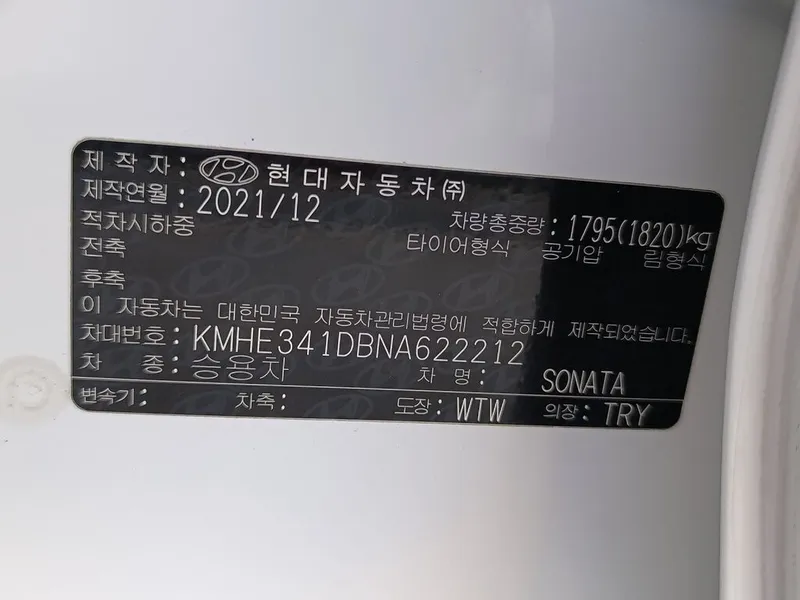 제 작 자 : 현대자동차(주)
제작연월 : 2021/12 차량총중량 : 1795(1820)kg
적차시하중 타이어형식 공기압 림형식
전축
후축
이 자동차는 대한민국 자동차관리법령에 적합하게 제작되었습니다.
차대번호 : KMHE341DBNA622212
차 종 : 승용차 차 명 : SONATA
변속기 : 차축 : 도장 : WTW 의장 : TRY